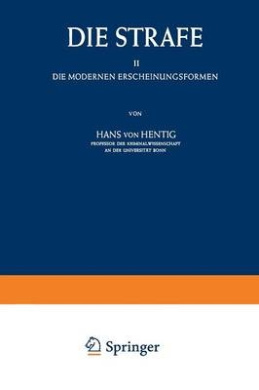 DIE STRAFE
II
DIE MODERNEN ERSCHEINUNGSFORMEN
VON
HANS VON HENTIG
PROFESSOR DER KRIMINALWISSENSCHAFT
AN DER UNIVERSITÄT BONN
Springer